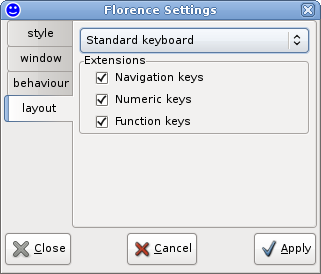 Florence Settings
style
window
behaviour
layout
Standard keyboard
Extensions
Navigation keys
Numeric keys
Function keys
Close
Cancel
Apply